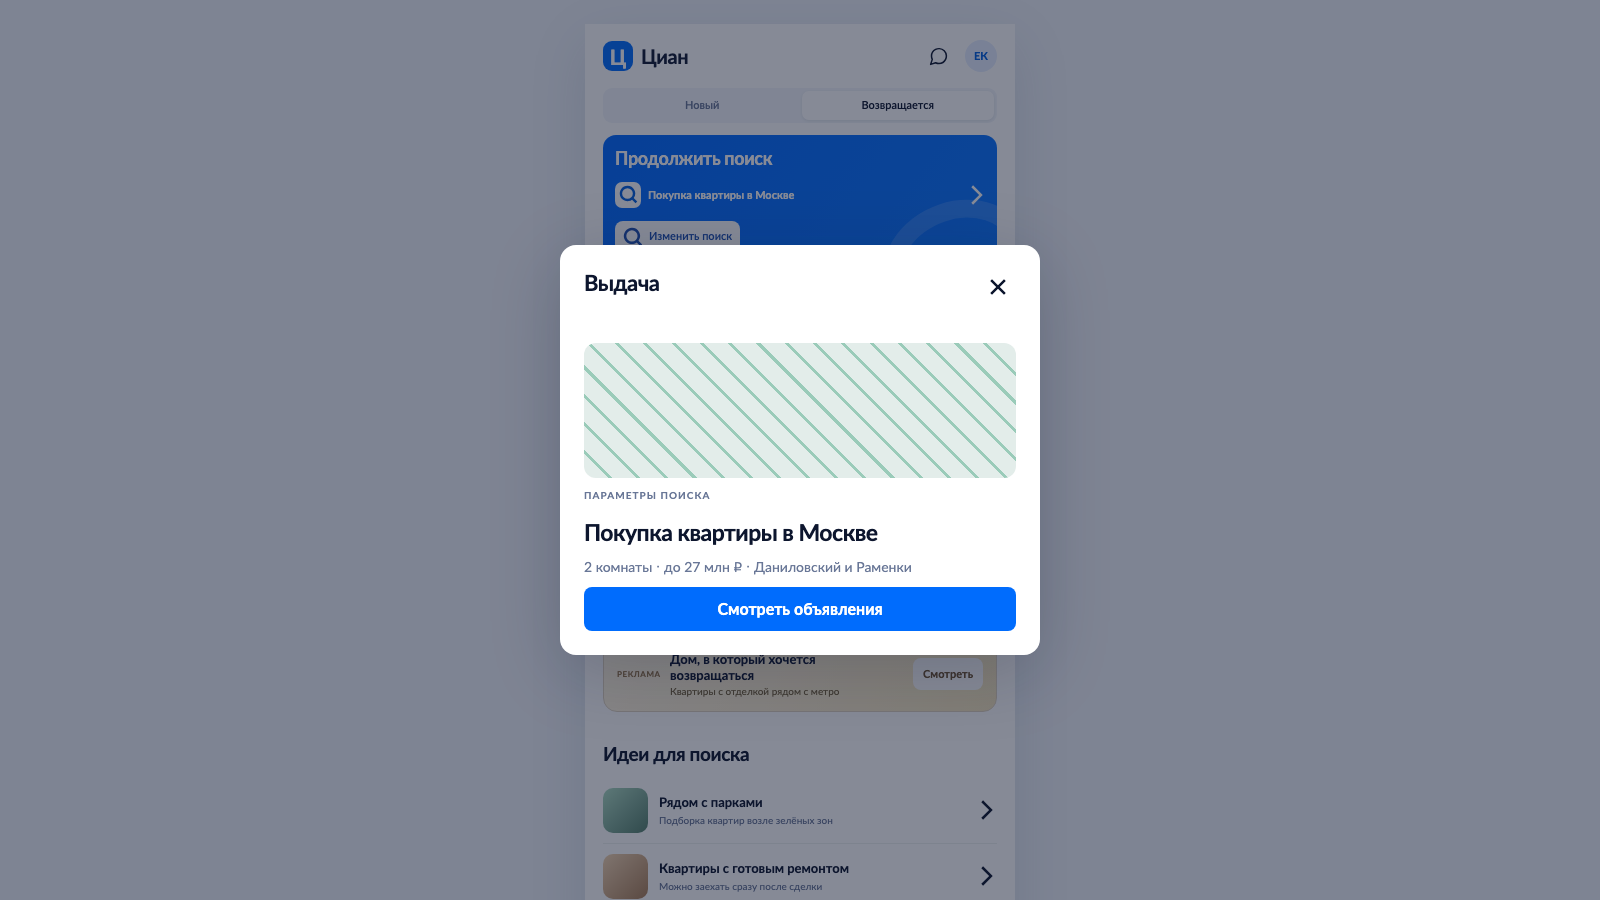 Ц Циан
ЕК
Новый
Возвращается
Продолжить поиск
Покупка квартиры в Москве
Изменить поиск
Выдача
ПАРАМЕТРЫ ПОИСКА
Покупка квартиры в Москве
2 комнаты · до 27 млн ₽ · Даниловский и Раменки
Смотреть объявления
РЕКЛАМА
Дом, в который хочется
возвращаться
Квартиры с отделкой рядом с метро
Смотреть
Идеи для поиска
Рядом с парками
Подборка квартир возле зелёных зон
Квартиры с готовым ремонтом
Можно заехать сразу после сделки